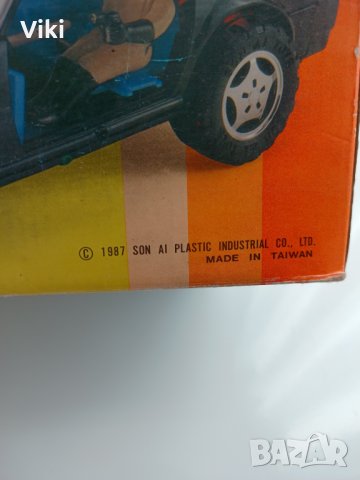 Viki
© 1987 SON AI PLASTIC INDUSTRIAL CO., LTD.
MADE IN TAIWAN
BAZAR